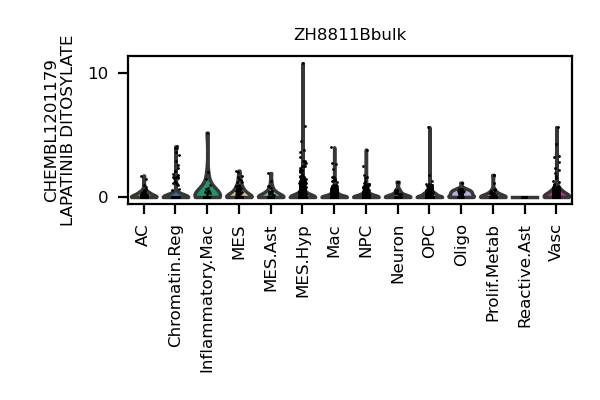 ZH8811Bbulk
CHEMBL1201179
LAPATINIB DITOSYLATE
10
0
AC
Chromatin.Reg
Inflammatory.Mac
MES
MES.Ast
MES.Hyp
Mac
NPC
Neuron
OPC
Oligo
Prolif.Metab
Reactive.Ast
Vasc